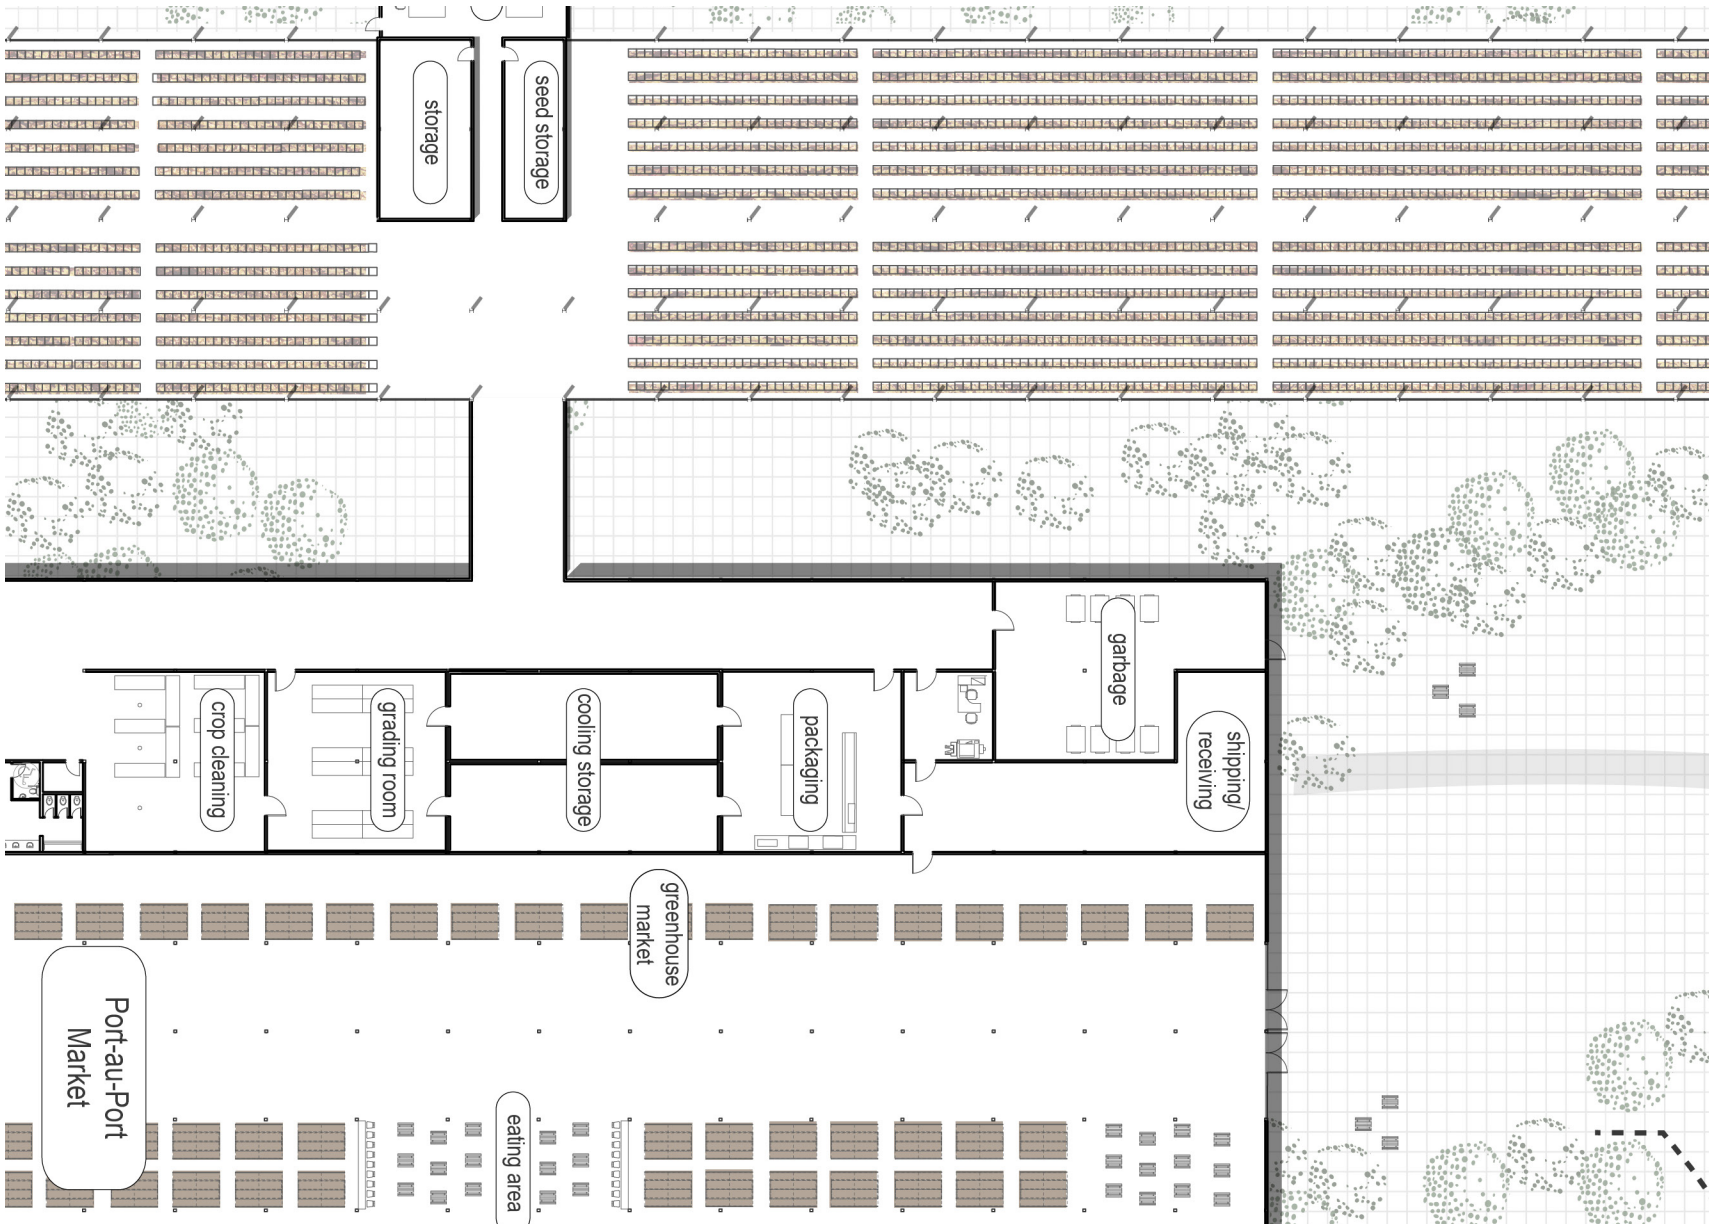 storage
seed storage
crop cleaning
grading room
cooling storage
packaging
garbage
shipping/
receiving
greenhouse
market
Port-au-Port
Market
eating area